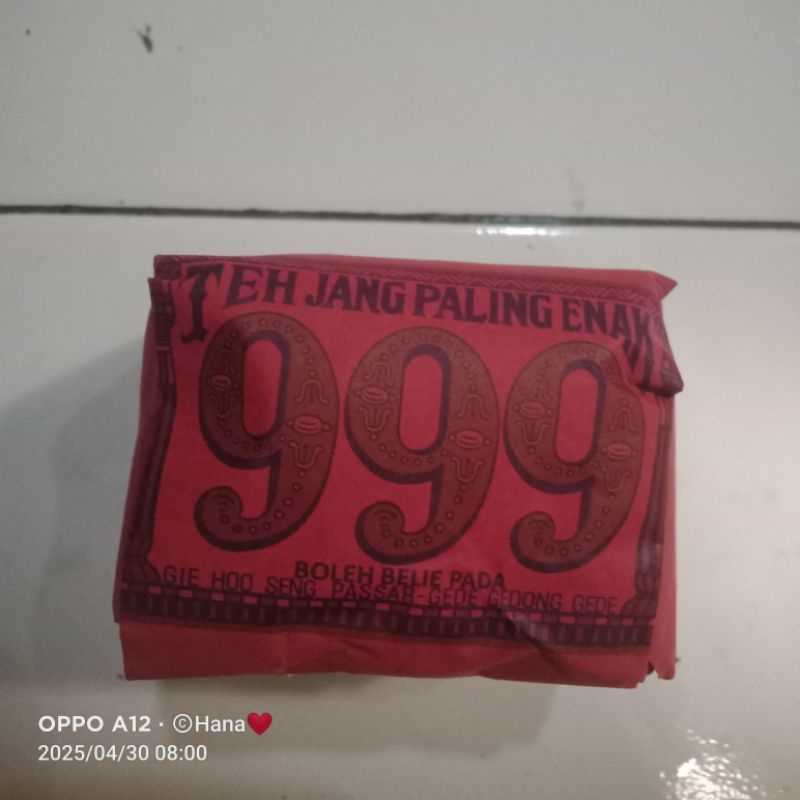 TEH JANG PALING ENAK
999
BOLEH BELIE PADA
GIE HOO SENG PASSAR-GEDE GEDONG GEDE
OPPO A12 · ©Hana❤
2025/04/30 08:00